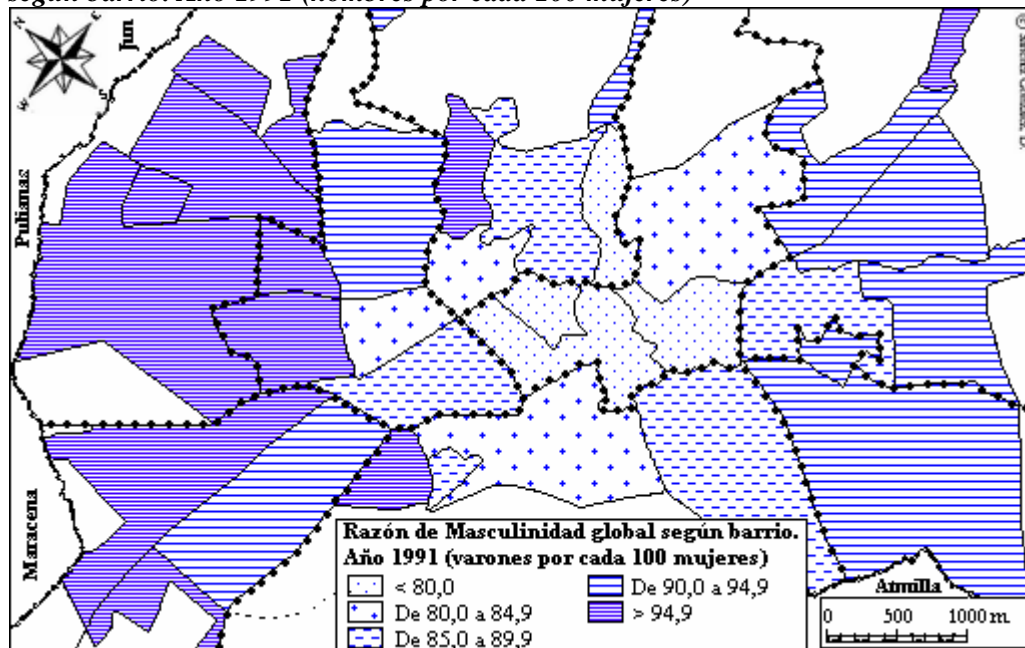 según barrio. Año 1991 (hombres por cada 100 mujeres)
N
E
S
W
Jun
Pulianas
Maracena
Razón de Masculinidad global según barrio.
Año 1991 (varones por cada 100 mujeres)
< 80,0
De 80,0 a 84,9
De 85,0 a 89,9
De 90,0 a 94,9
> 94,9
Atmilla
0 500 1000 m.